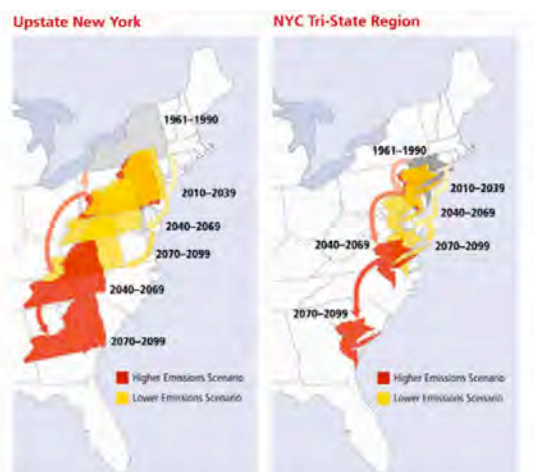 Upstate New York
1961–1990
2010–2039
2040–2069
2070–2099
2040–2069
2070–2099
Higher Emissions Scenario
Lower Emissions Scenario
NYC Tri-State Region
1961–1990
2010–2039
2040–2069
2040–2069
2070–2099
2070–2099
Higher Emissions Scenario
Lower Emissions Scenario